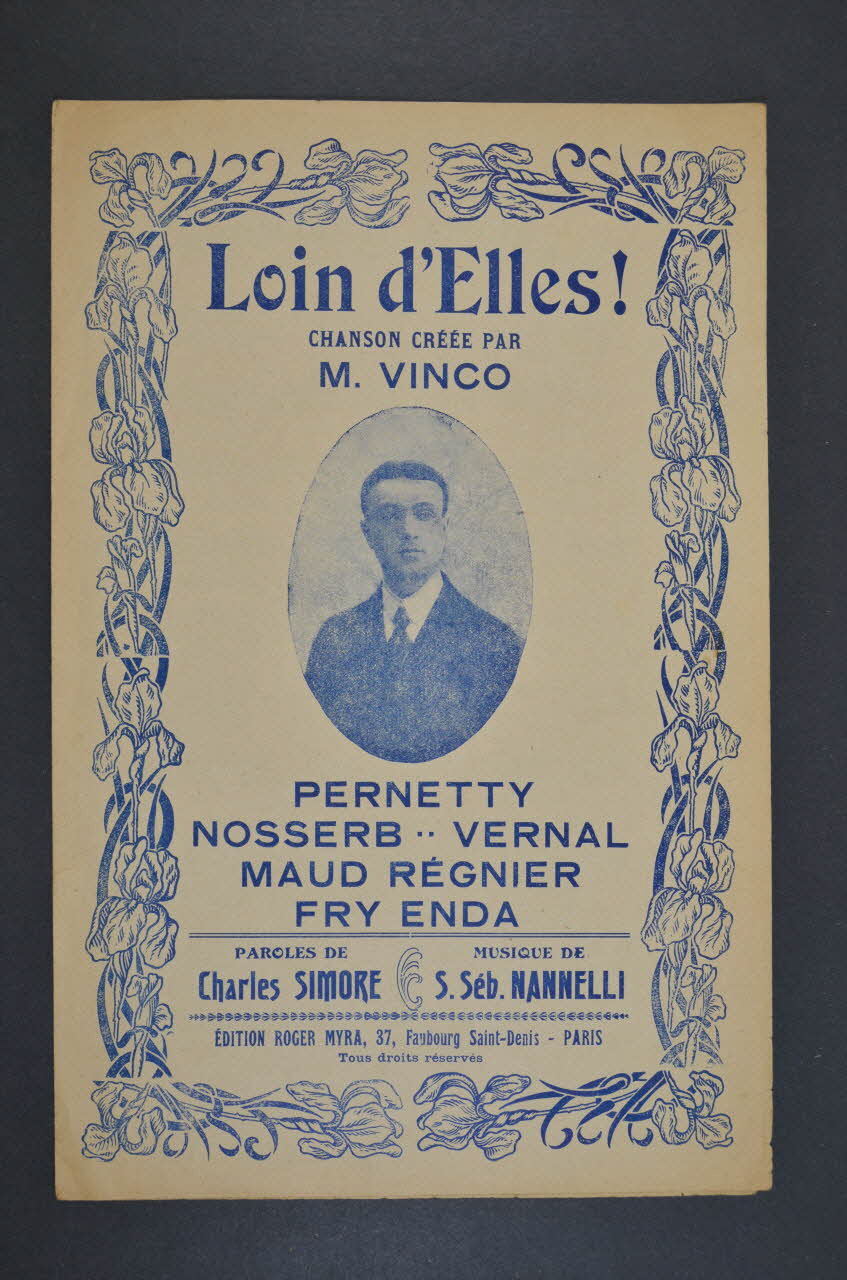 Loin d'Elles!
CHANSON CRÉÉE PAR
M. VINCO
PERNETTY
NOSSERB ·· VERNAL
MAUD RÉGNIER
FRY ENDA
PAROLES DE
Charles SIMORE
MUSIQUE DE
S. Séb. NANNELLI
ÉDITION ROGER MYRA, 37, Faubourg Saint-Denis - PARIS
Tous droits réservés